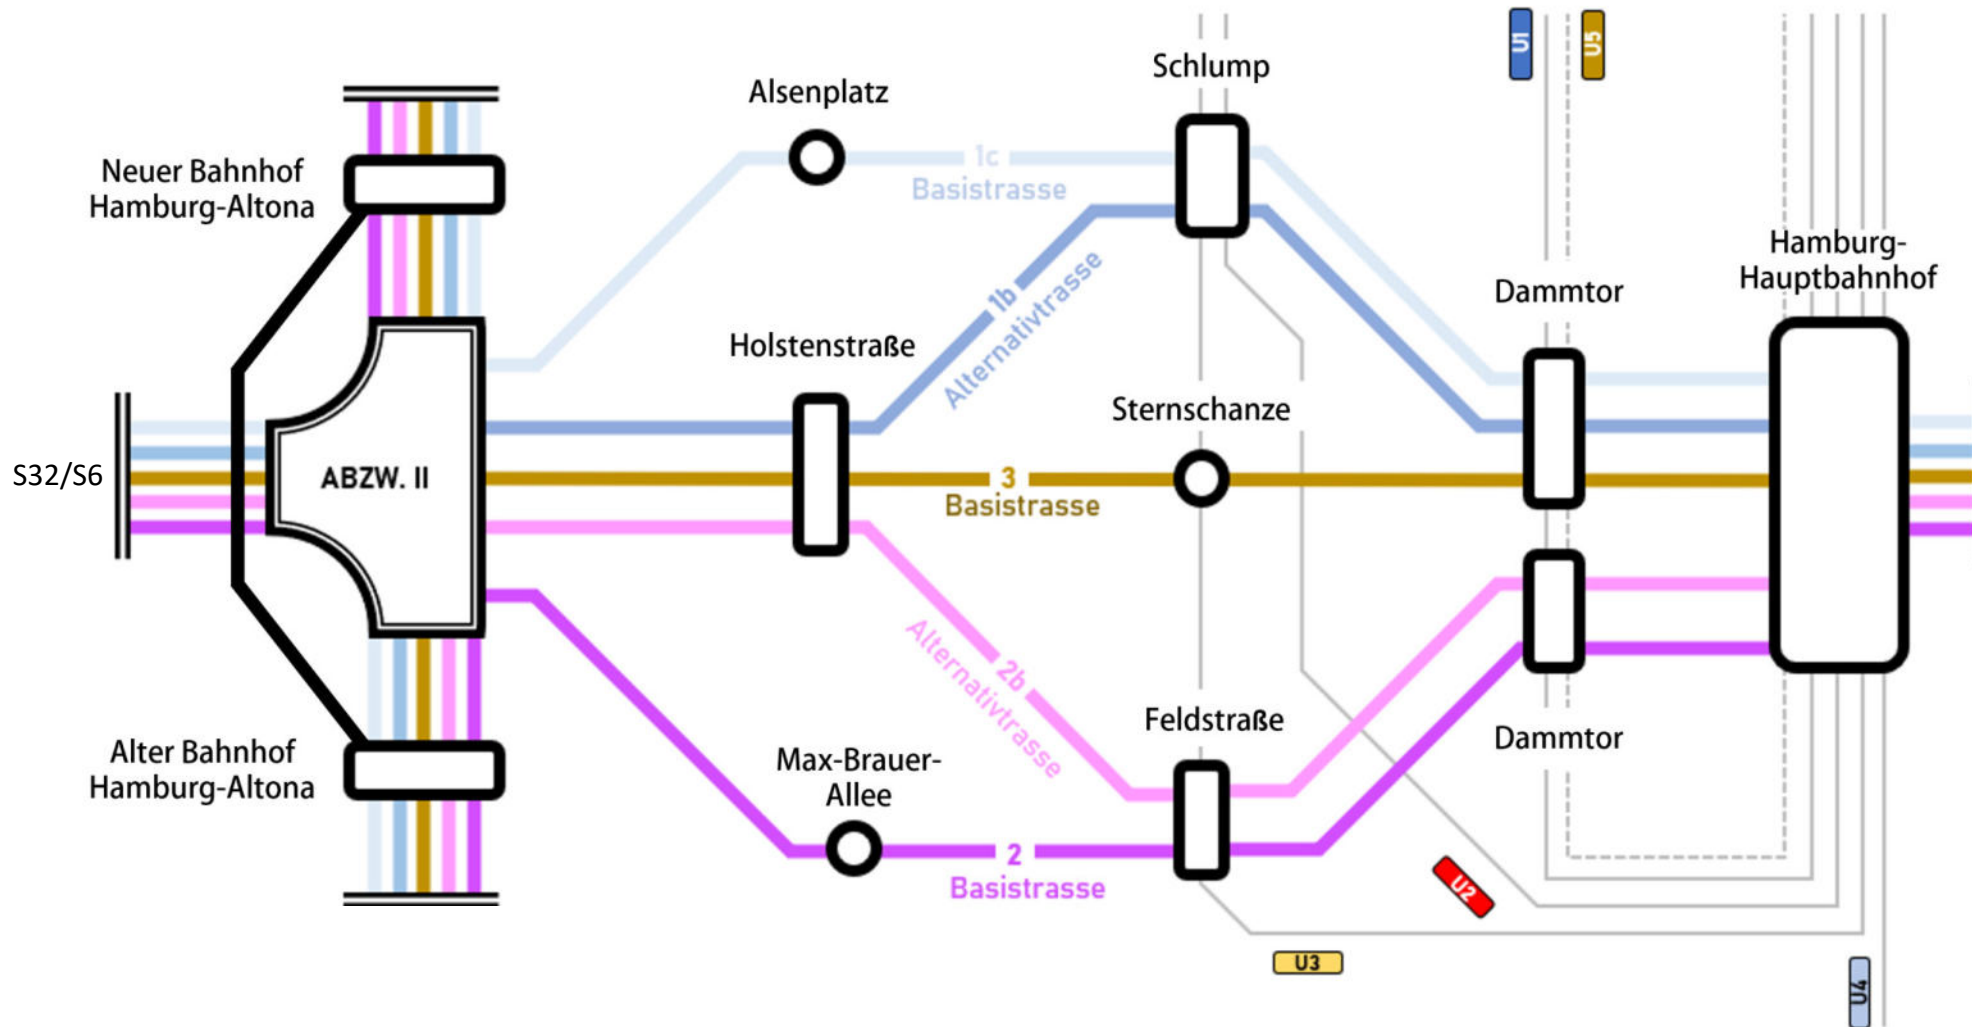 U1
U5
Schlump
Alsenplatz
Neuer Bahnhof
Hamburg-Altona
1c
Basistrasse
Hamburg-
Hauptbahnhof
Dammtor
1b
Alternativtrasse
Holstenstraße
Sternschanze
S32/S6
ABZW. II
3
Basistrasse
2b
Alternativtrasse
Feldstraße
Dammtor
Alter Bahnhof
Hamburg-Altona
Max-Brauer-
Allee
2
Basistrasse
U2
U3
U4